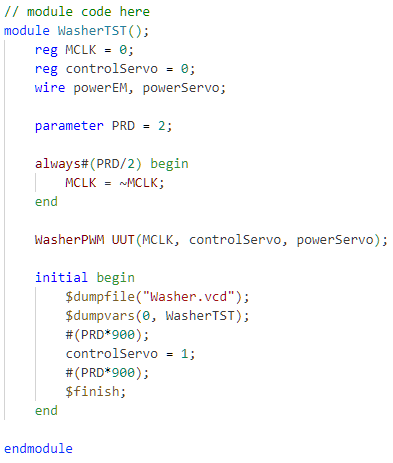 // module code here
module WasherTST();
    reg MCLK = 0;
    reg controlServo = 0;
    wire powerEM, powerServo;

    parameter PRD = 2;

    always#(PRD/2) begin
        MCLK = ~MCLK;
    end

    WasherPWM UUT(MCLK, controlServo, powerServo);

    initial begin
        $dumpfile("Washer.vcd");
        $dumpvars(0, WasherTST);
        #(PRD*900);
        controlServo = 1;
        #(PRD*900);
        $finish;
    end

endmodule